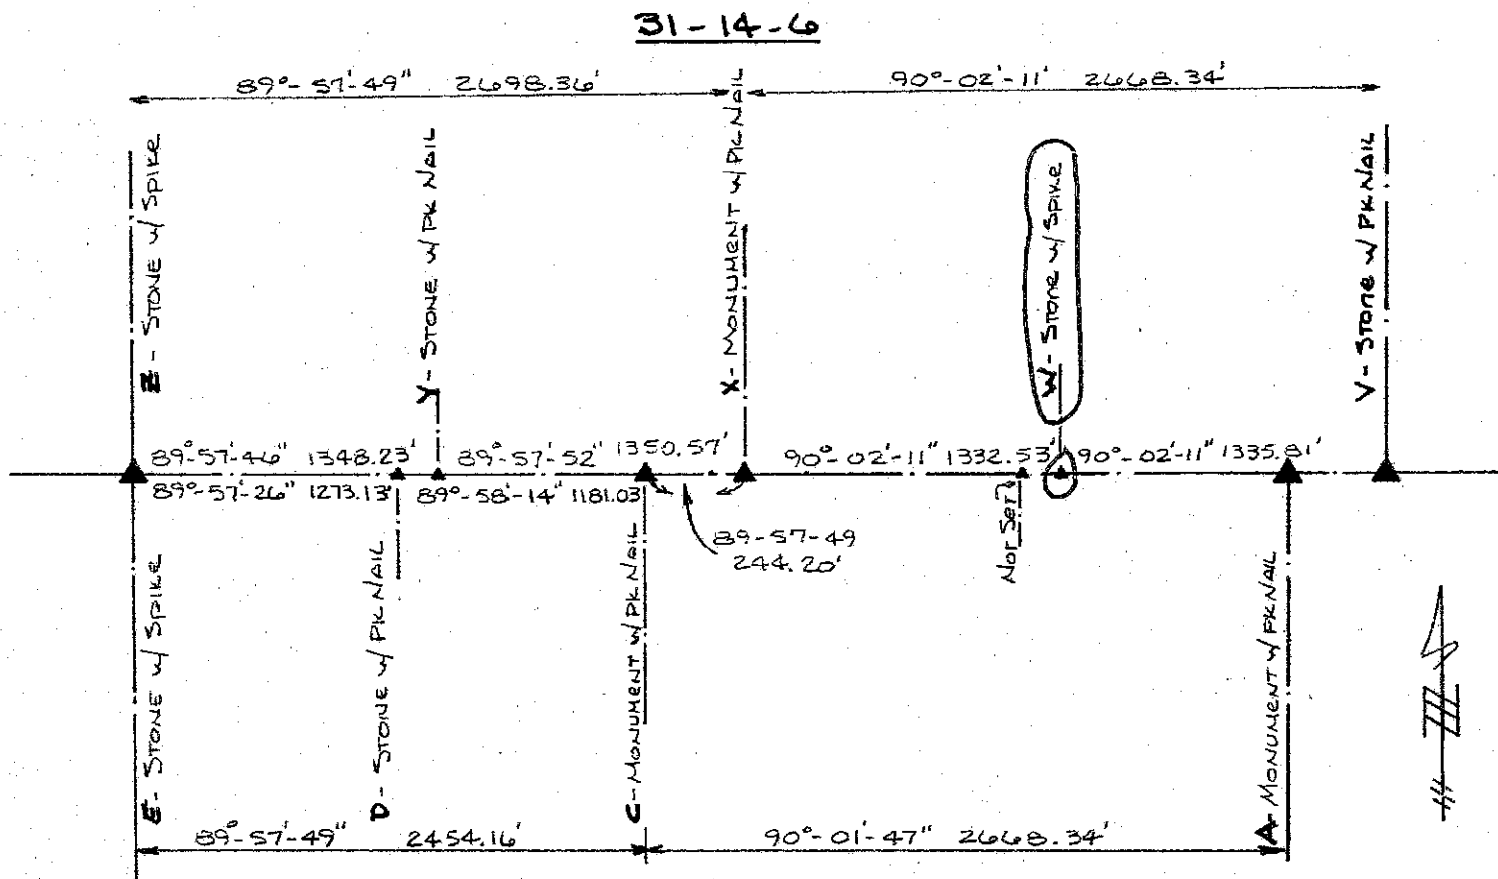 31-14-6
89°-57'-49" 2698.36'
90°-02'-11" 2668.34'
Z - STONE w/ SPIKE
Y - STONE w/ PK NAIL
X - MONUMENT w/ PK NAIL
W - STONE w/ SPIKE
V - STONE w/ PK NAIL
89°-57'-46" 1348.23'
89°-57'-52" 1350.57'
90°-02'-11" 1332.53'
90°-02'-11" 1335.81'
89°-57'-26" 1273.13'
89°-58'-14" 1181.03
89-57-49
244.20'
Not Set
E - STONE w/ SPIKE
D - STONE w/ PK NAIL
C - MONUMENT w/ PK NAIL
A - MONUMENT w/ PK NAIL
89°-57'-49" 2454.16'
90°-01'-47" 2668.34'